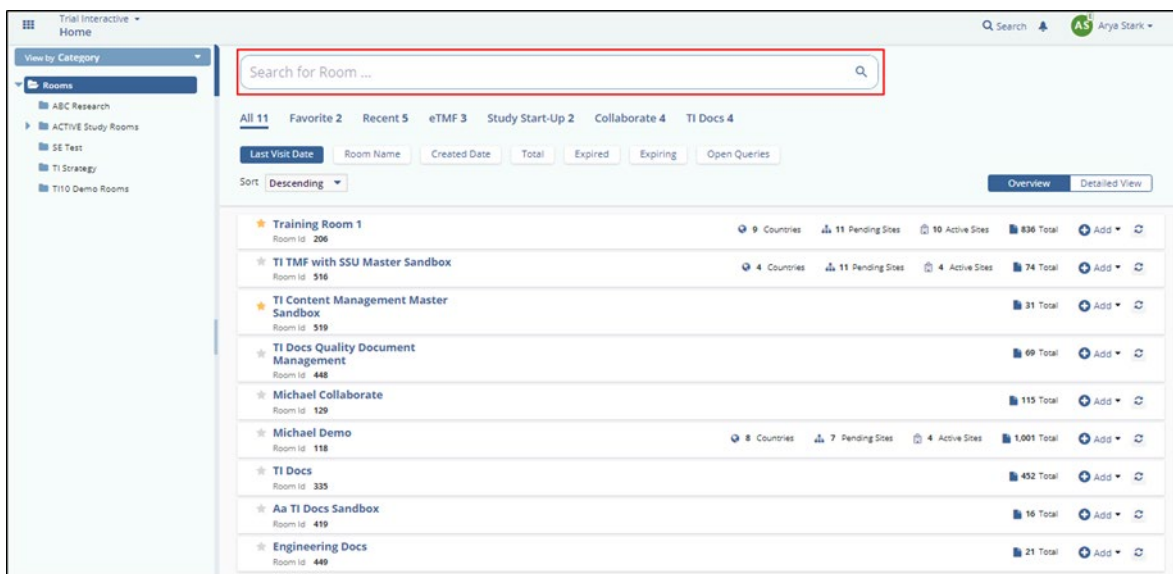 Trial Interactive
Home
Search
AS
Arya Stark
View by Category
Rooms
ABC Research
ACTIVE Study Rooms
SE Test
TI Strategy
TI10 Demo Rooms
Search for Room ...
All 11 Favorite 2 Recent 5 eTMF 3 Study Start-Up 2 Collaborate 4 TI Docs 4
Last Visit Date Room Name Created Date Total Expired Expiring Open Queries
Sort Descending Overview Detailed View
Training Room 1
Room Id 206
9 Countries 11 Pending Sites 10 Active Sites 836 Total Add
TI TMF with SSU Master Sandbox
Room Id 516
4 Countries 11 Pending Sites 4 Active Sites 74 Total Add
TI Content Management Master
Sandbox
Room Id 519
31 Total Add
TI Docs Quality Document
Management
Room Id 448
69 Total Add
Michael Collaborate
Room Id 129
115 Total Add
Michael Demo
Room Id 118
8 Countries 7 Pending Sites 4 Active Sites 1,001 Total Add
TI Docs
Room Id 335
452 Total Add
Aa TI Docs Sandbox
Room Id 419
16 Total Add
Engineering Docs
Room Id 449
21 Total Add